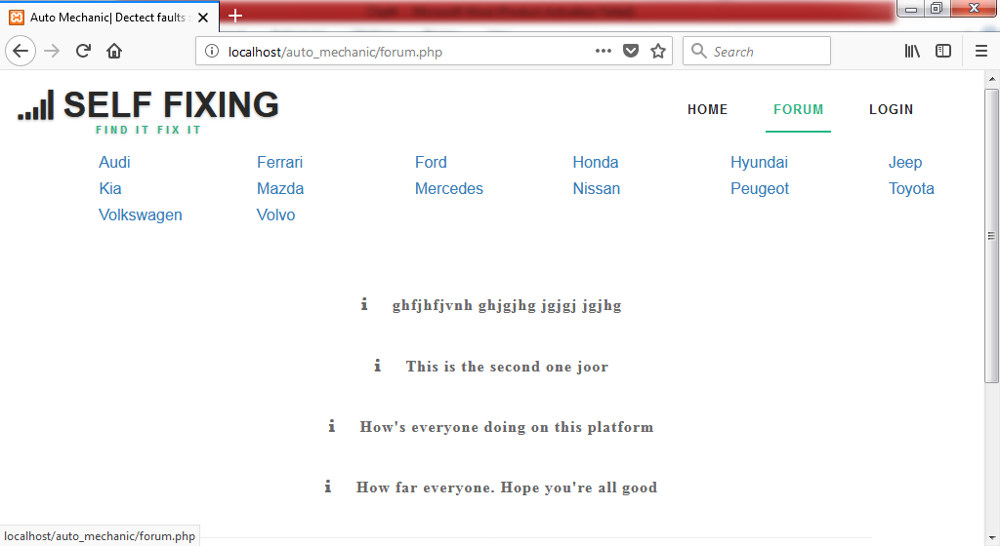 Auto Mechanic| Dectect faults
localhost/auto_mechanic/forum.php
Search
SELF FIXING
FIND IT FIX IT
HOME FORUM LOGIN
Audi Ferrari Ford Honda Hyundai Jeep
Kia Mazda Mercedes Nissan Peugeot Toyota
Volkswagen Volvo
ghfjhfjvnh ghjgjhg jgjgj jgjhg
This is the second one joor
How's everyone doing on this platform
How far everyone. Hope you're all good
localhost/auto_mechanic/forum.php